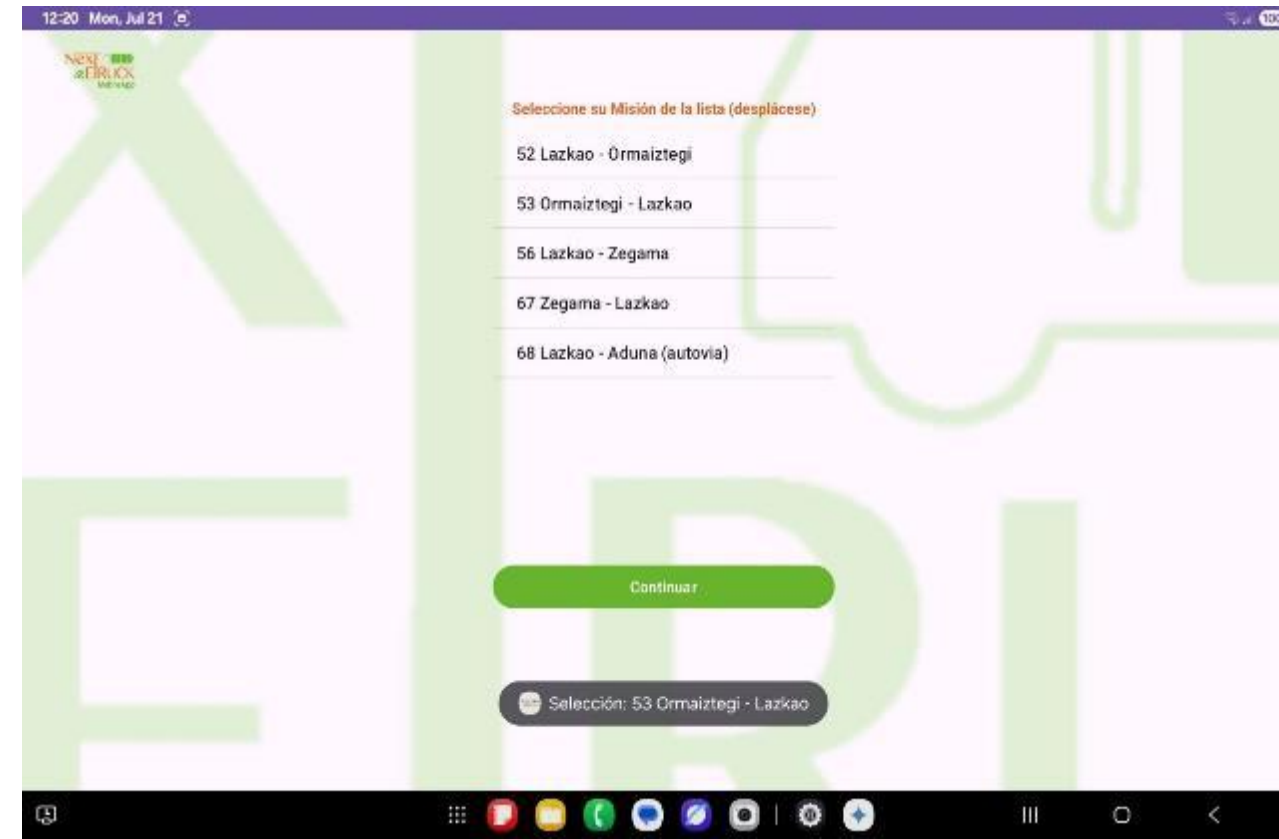 12:20 Mon, Jul 21
Seleccione su Misión de la lista (desplácese)
52 Lazkao - Ormaiztegi
53 Ormaiztegi - Lazkao
56 Lazkao - Zegama
67 Zegama - Lazkao
68 Lazkao - Aduna (autovia)
Continuar
Selección: 53 Ormaiztegi - Lazkao